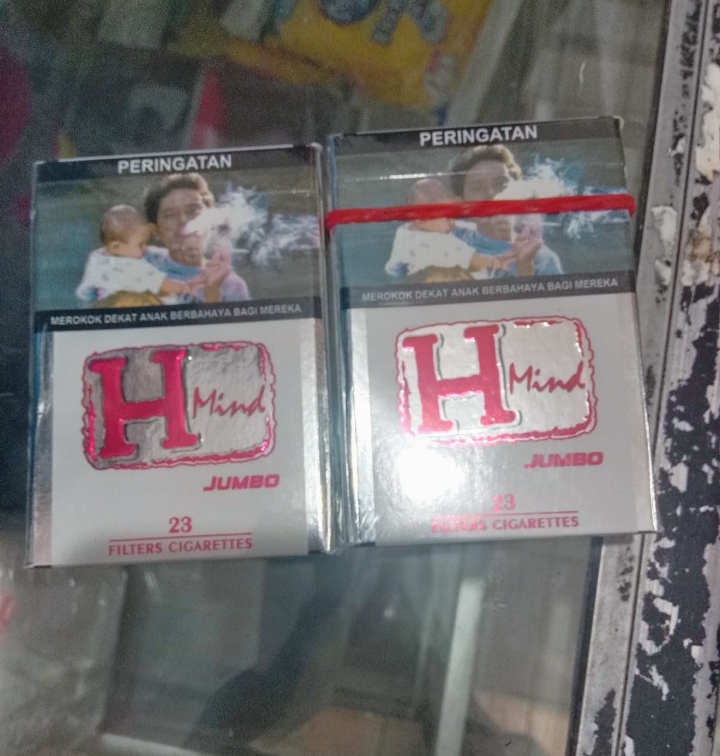 PERINGATAN
MEROKOK DEKAT ANAK BERBAHAYA BAGI MEREKA
H Mind
JUMBO
23
FILTERS CIGARETTES
PERINGATAN
MEROKOK DEKAT ANAK BERBAHAYA BAGI MEREKA
H Mind
JUMBO
23
FILTERS CIGARETTES